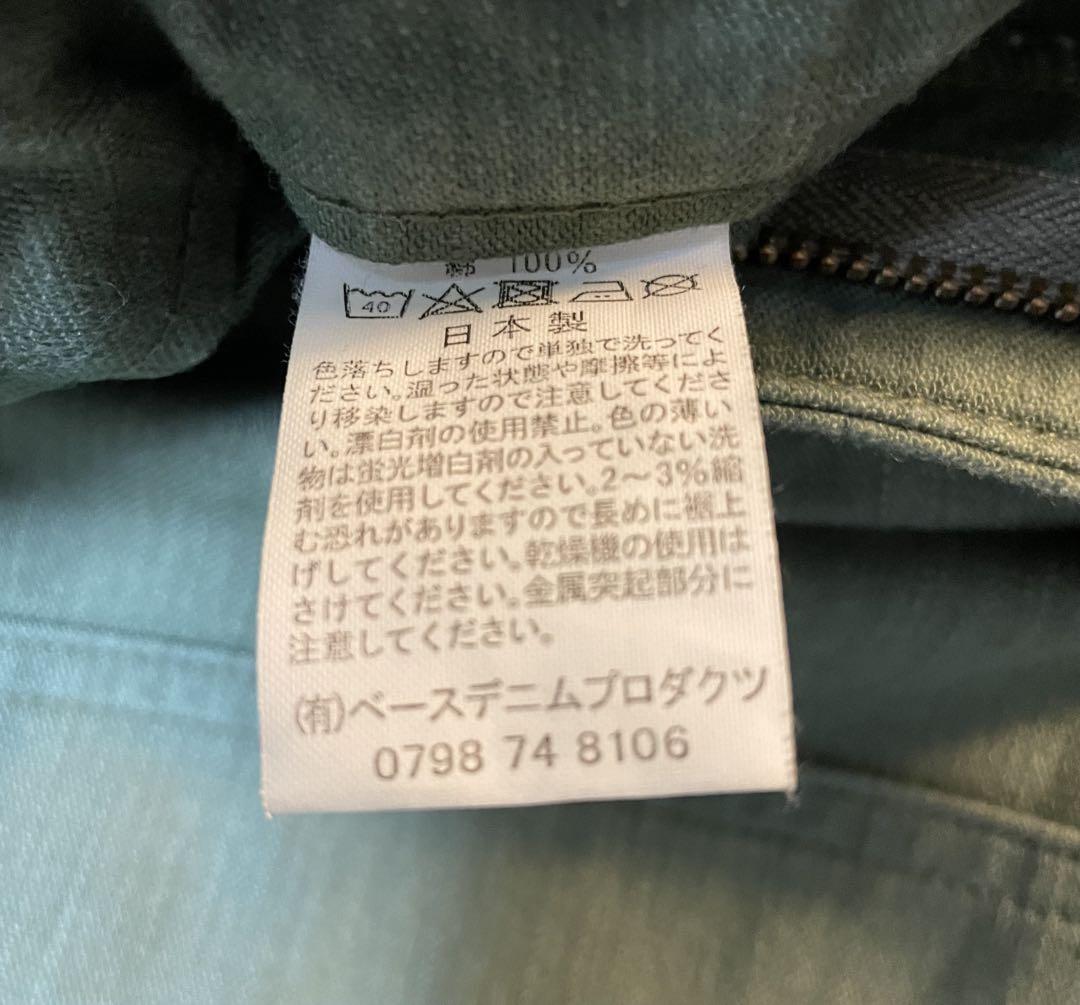 綿 100%
40
日本製
色落ちしますので単独で洗ってく
ださい。湿った状態や摩擦等によ
り移染しますので注意してくださ
い。漂白剤の使用禁止。色の薄い
物は蛍光増白剤の入っていない洗
剤を使用してください。2～3%縮
む恐れがありますので長めに裾上
げしてください。乾燥機の使用は
さけてください。金属突起部分に
注意してください。
(有)ベースデニムプロダクツ
0798 74 8106